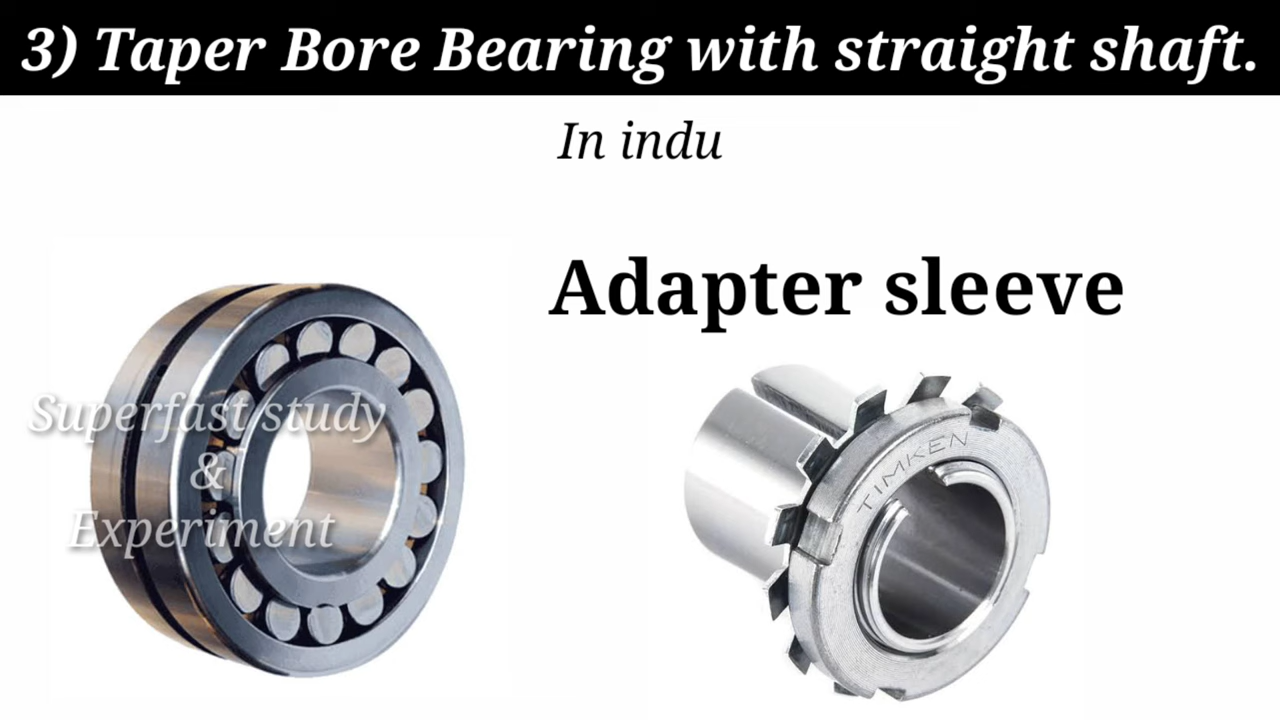 3) Taper Bore Bearing with straight shaft.
In indu
Adapter sleeve
Superfast study
&
Experiment
TIMKEN